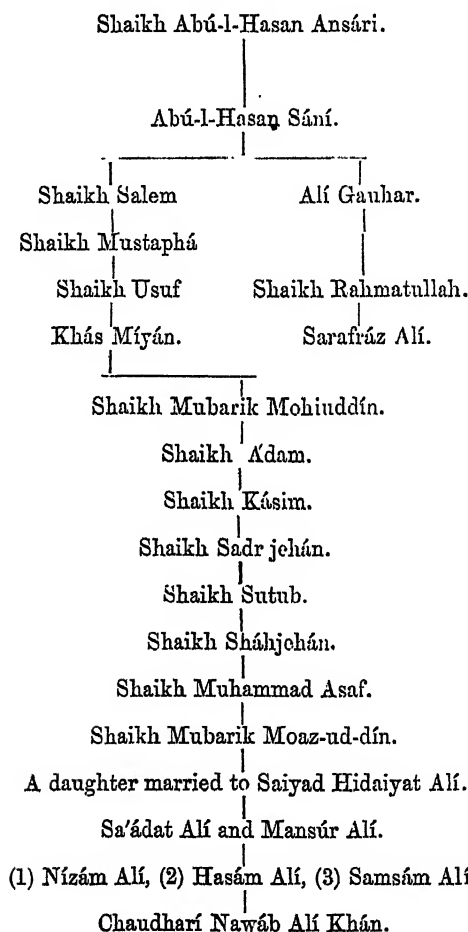 Shaikh Abú-l-Hasan Ansári.
Abú-l-Hasan Sání.
Shaikh Salem Alí Gauhar.
Shaikh Mustaphá
Shaikh Usuf Shaikh Rahmatullah.
Khás Míyán. Sarafráz Alí.
Shaikh Mubarik Mohiuddín.
Shaikh Ádam.
Shaikh Kásim.
Shaikh Sadr jehán.
Shaikh Sutub.
Shaikh Sháhjehán.
Shaikh Muhammad Asaf.
Shaikh Mubarik Moaz-ud-dín.
A daughter married to Saiyad Hidaiyat Alí.
Sa'ádat Alí and Mansúr Alí.
(1) Nízám Alí, (2) Hasám Alí, (3) Samsám Alí
Chaudharí Nawáb Alí Khán.